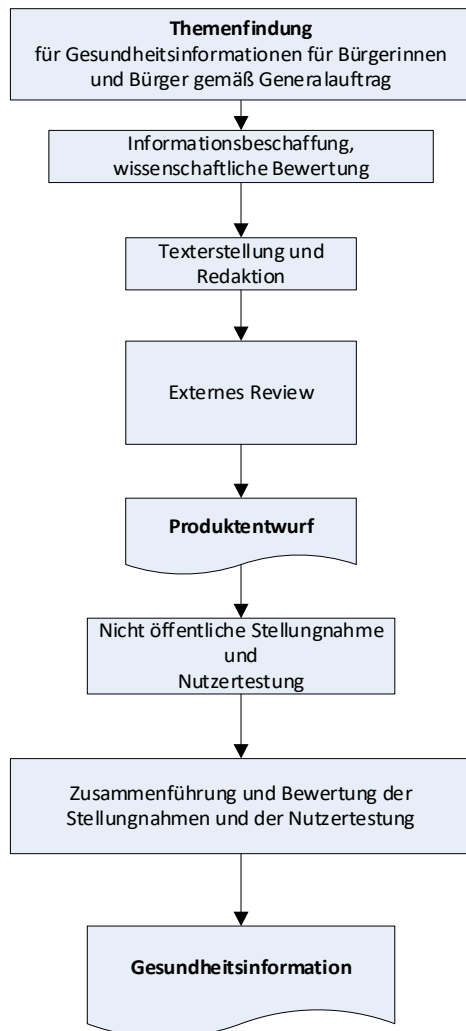 Themenfindung
für Gesundheitsinformationen für Bürgerinnen
und Bürger gemäß Generalauftrag
Informationsbeschaffung,
wissenschaftliche Bewertung
Texterstellung und
Redaktion
Externes Review
Produktentwurf
Nicht öffentliche Stellungnahme
und
Nutzertestung
Zusammenführung und Bewertung der
Stellungnahmen und der Nutzertestung
Gesundheitsinformation